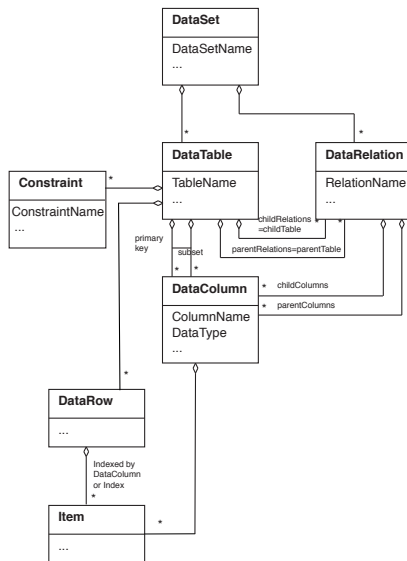 DataSet
DataSetName
...
*
*
DataTable
TableName
...
DataRelation
RelationName
...
Constraint
ConstraintName
...
*
childRelations *
=childTable
*
parentRelations=parentTable
primary
key
subset
*
*
DataColumn
ColumnName
DataType
...
* childColumns
* parentColumns
*
DataRow
...
Indexed by
DataColumn
or Index
*
Item
...
*